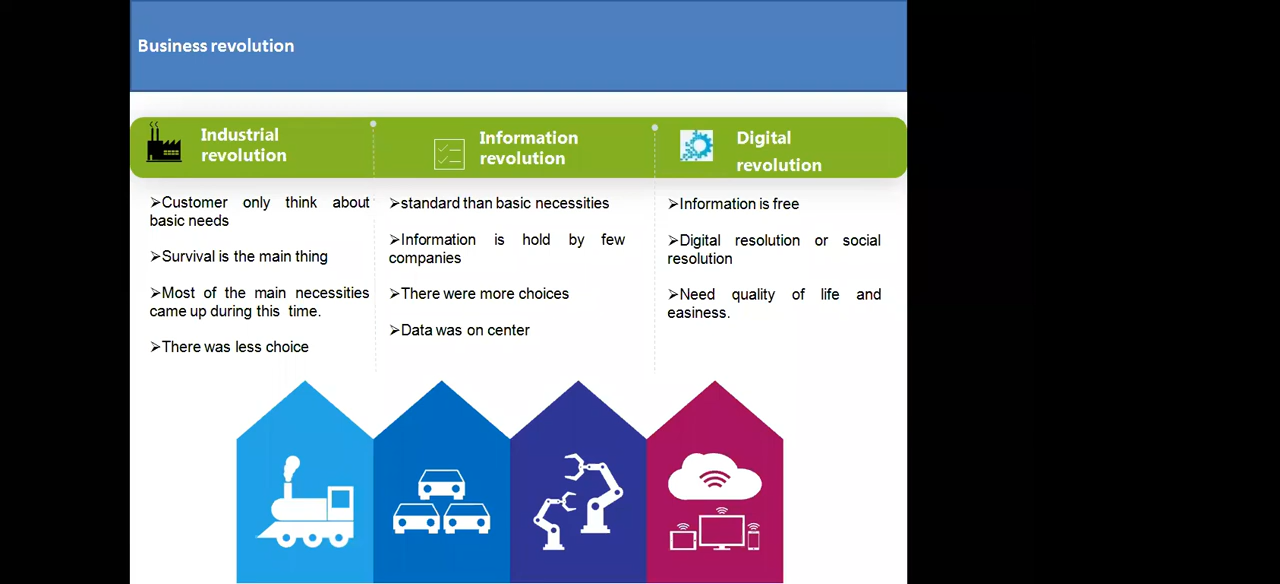 Business revolution
Industrial
revolution
Information
revolution
Digital
revolution
➢Customer only think about
basic needs
➢Survival is the main thing
➢Most of the main necessities
came up during this time.
➢There was less choice
➢standard than basic necessities
➢Information is hold by few
companies
➢There were more choices
➢Data was on center
➢Information is free
➢Digital resolution or social
resolution
➢Need quality of life and
easiness.